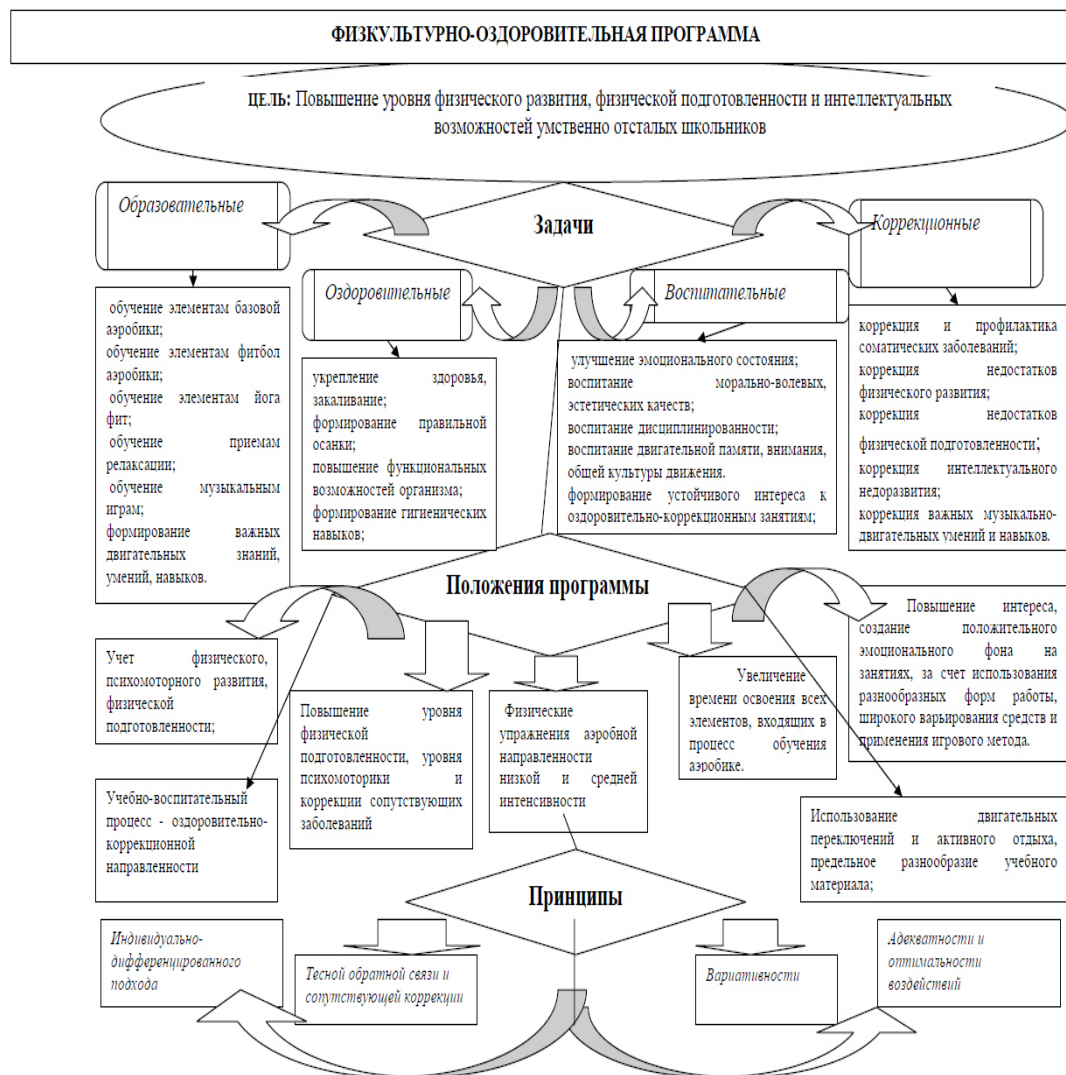 ФИЗКУЛЬТУРНО-ОЗДОРОВИТЕЛЬНАЯ ПРОГРАММА
ЦЕЛЬ: Повышение уровня физического развития, физической подготовленности и интеллектуальных
возможностей умственно отсталых школьников
Задачи
Образовательные
обучение элементам базовой
аэробики;
обучение элементам фитбол
аэробики;
обучение элементам йога
фит;
обучение приемам
релаксации;
обучение музыкальным
играм;
формирование важных
двигательных знаний,
умений, навыков.
Оздоровительные
укрепление здоровья,
закаливание;
формирование правильной
осанки;
повышение функциональных
возможностей организма;
формирование гигиенических
навыков;
Воспитательные
улучшение эмоционального состояния;
воспитание морально-волевых,
эстетических качеств;
воспитание дисциплинированности;
воспитание двигательной памяти, внимания,
общей культуры движения.
формирование устойчивого интереса к
оздоровительно-коррекционным занятиям;
Коррекционные
коррекция и профилактика
соматических заболеваний;
коррекция недостатков
физического развития;
коррекция недостатков
физической подготовленности;
коррекция интеллектуального
недоразвития;
коррекция важных музыкально-
двигательных умений и навыков.
Положения программы
Учет физического,
психомоторного развития,
физической
подготовленности;
Учебно-воспитательный
процесс - оздоровительно-
коррекционной
направленности
Повышение уровня
физической
подготовленности, уровня
психомоторики и
коррекции сопутствующих
заболеваний
Физические
упражнения аэробной
направленности
низкой и средней
интенсивности
Увеличение
времени освоения всех
элементов, входящих в
процесс обучения
аэробике.
Повышение интереса,
создание положительного
эмоционального фона на
занятиях, за счет использования
разнообразных форм работы,
широкого варьирования средств и
применения игрового метода.
Использование двигательных
переключений и активного отдыха,
предельное разнообразие учебного
материала;
Принципы
Индивидуально-
дифференцированного
подхода
Тесной обратной связи и
сопутствующей коррекции
Вариативности
Адекватности и
оптимальности
воздействий